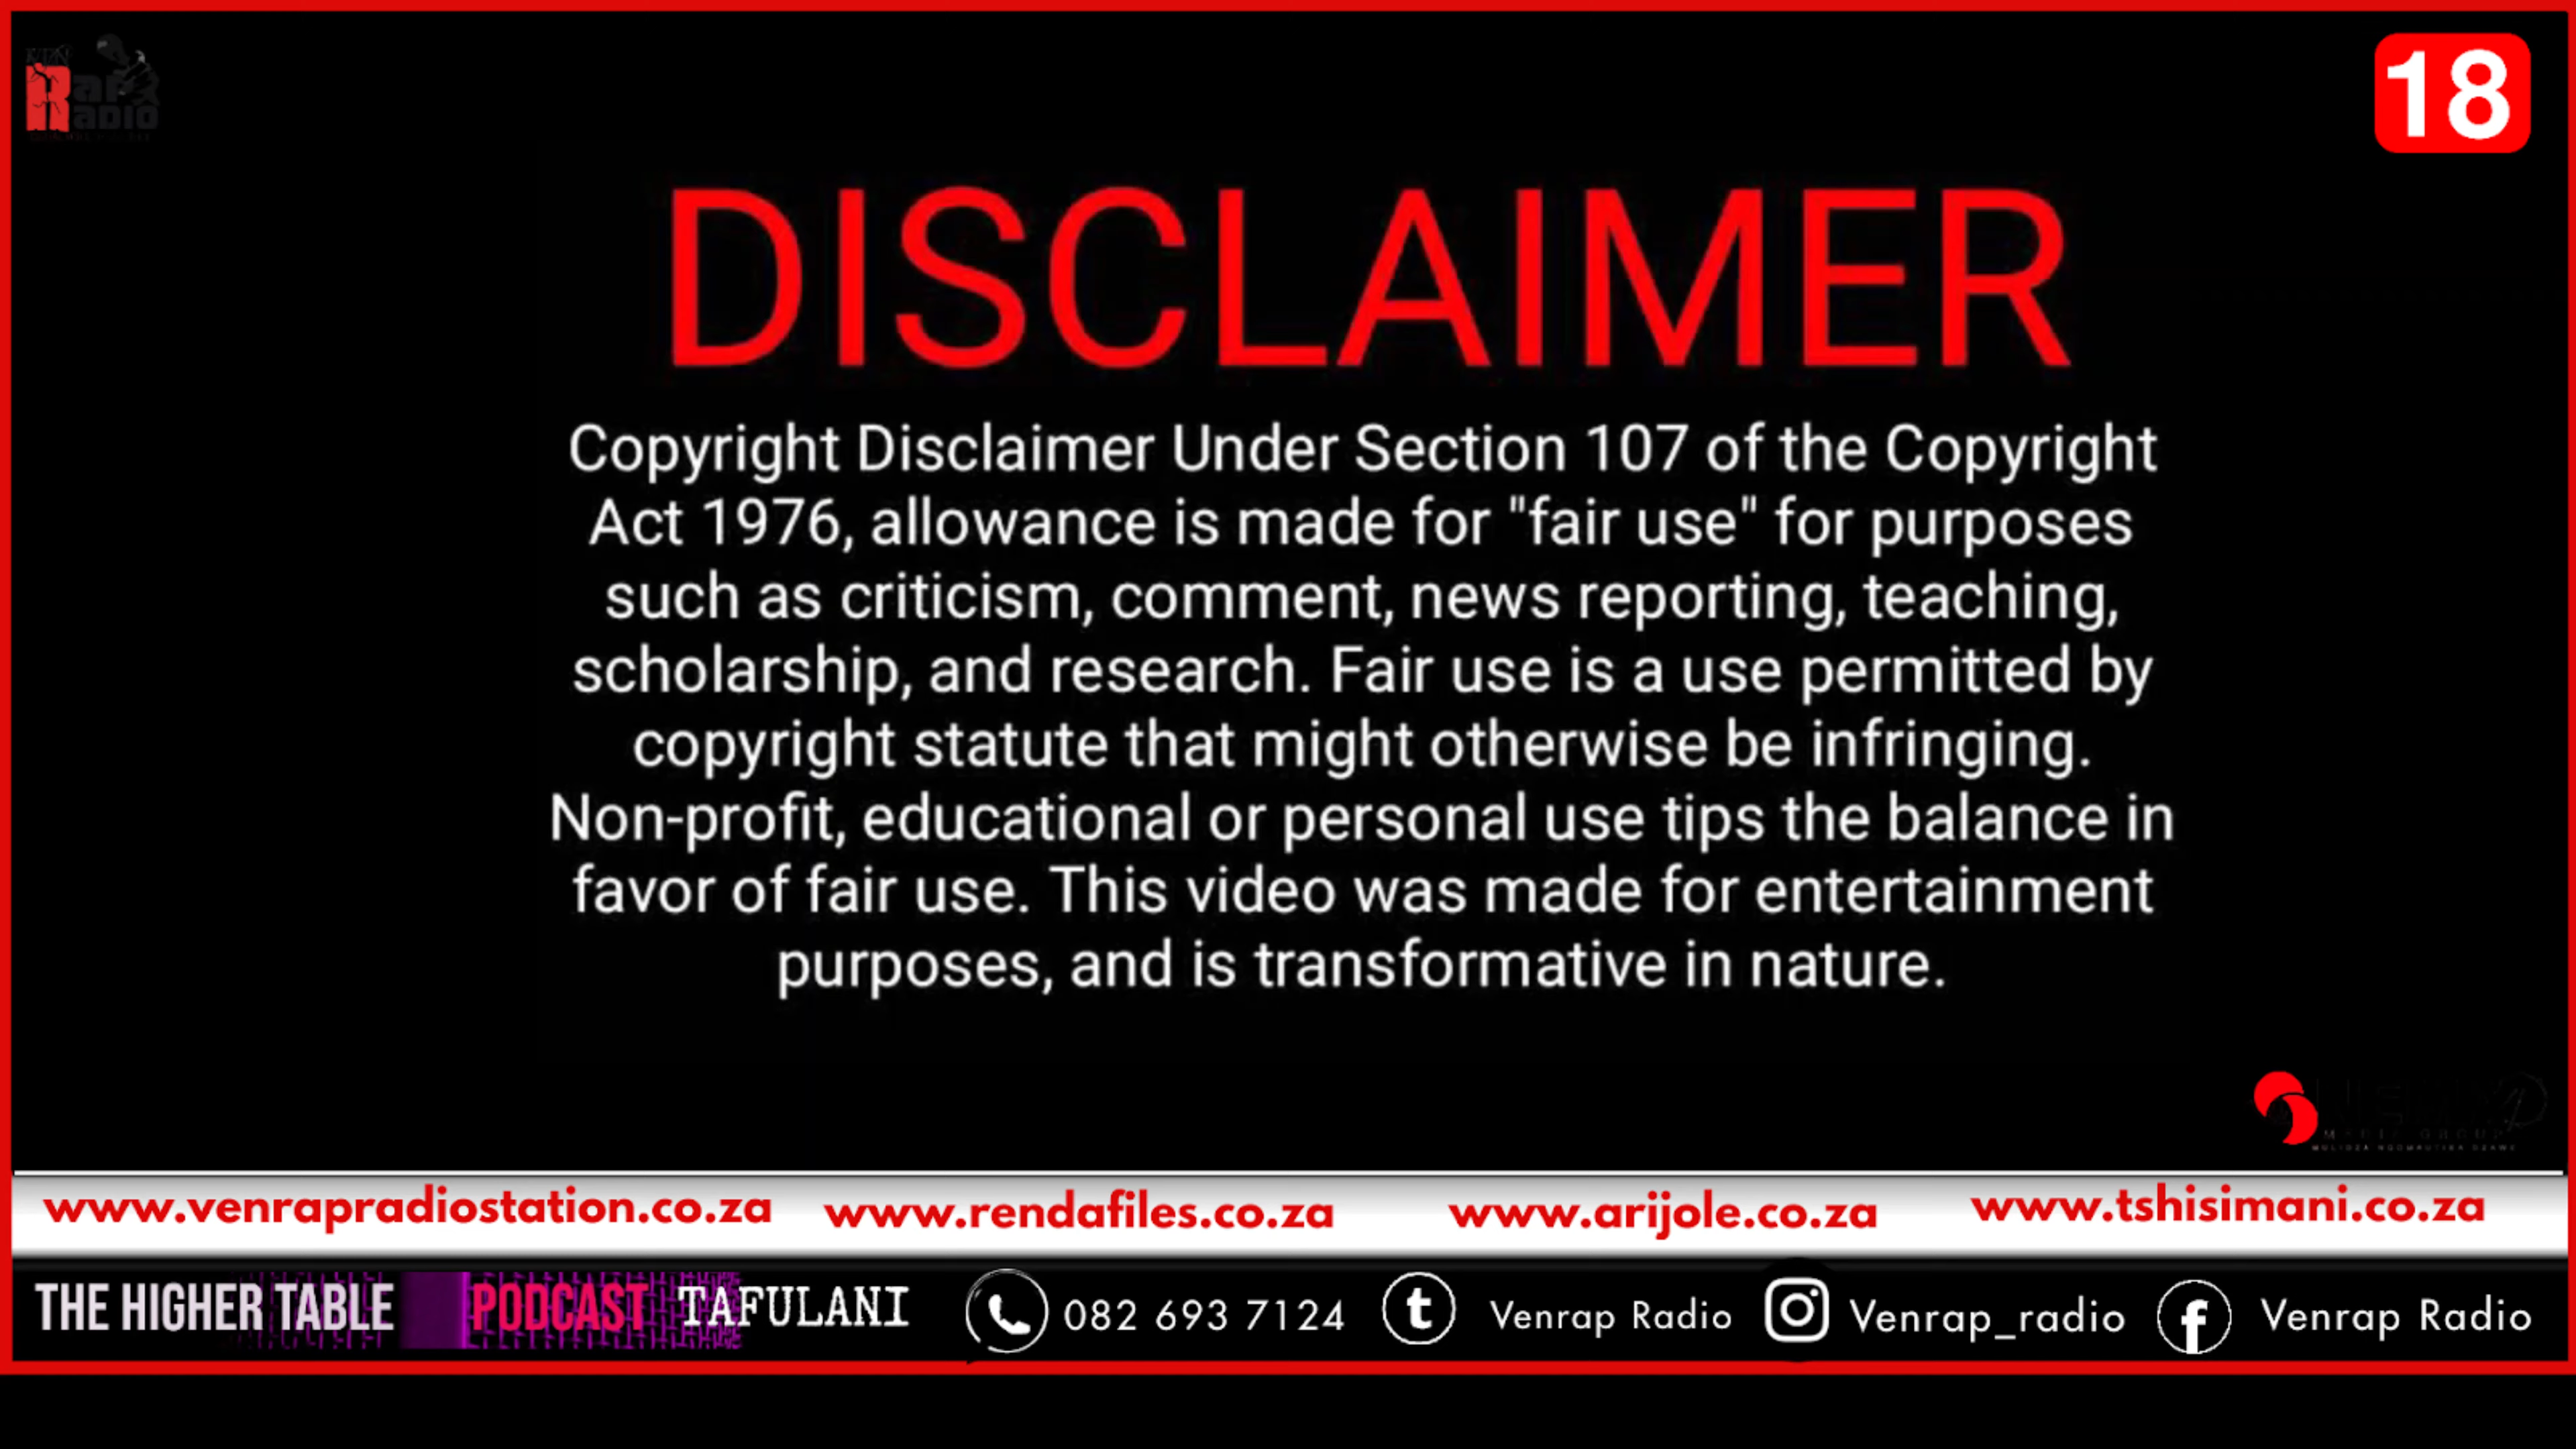 18
Rap
Radio
DISCLAIMER
Copyright Disclaimer Under Section 107 of the Copyright
Act 1976, allowance is made for "fair use" for purposes
such as criticism, comment, news reporting, teaching,
scholarship, and research. Fair use is a use permitted by
copyright statute that might otherwise be infringing.
Non-profit, educational or personal use tips the balance in
favor of fair use. This video was made for entertainment
purposes, and is transformative in nature.
MEDIA GROUP
www.venrapradiostation.co.za www.rendafiles.co.za www.arijole.co.za www.tshisimani.co.za
THE HIGHER TABLE PODCAST TAFULANI 082 693 7124 t Venrap Radio Venrap_radio f Venrap Radio